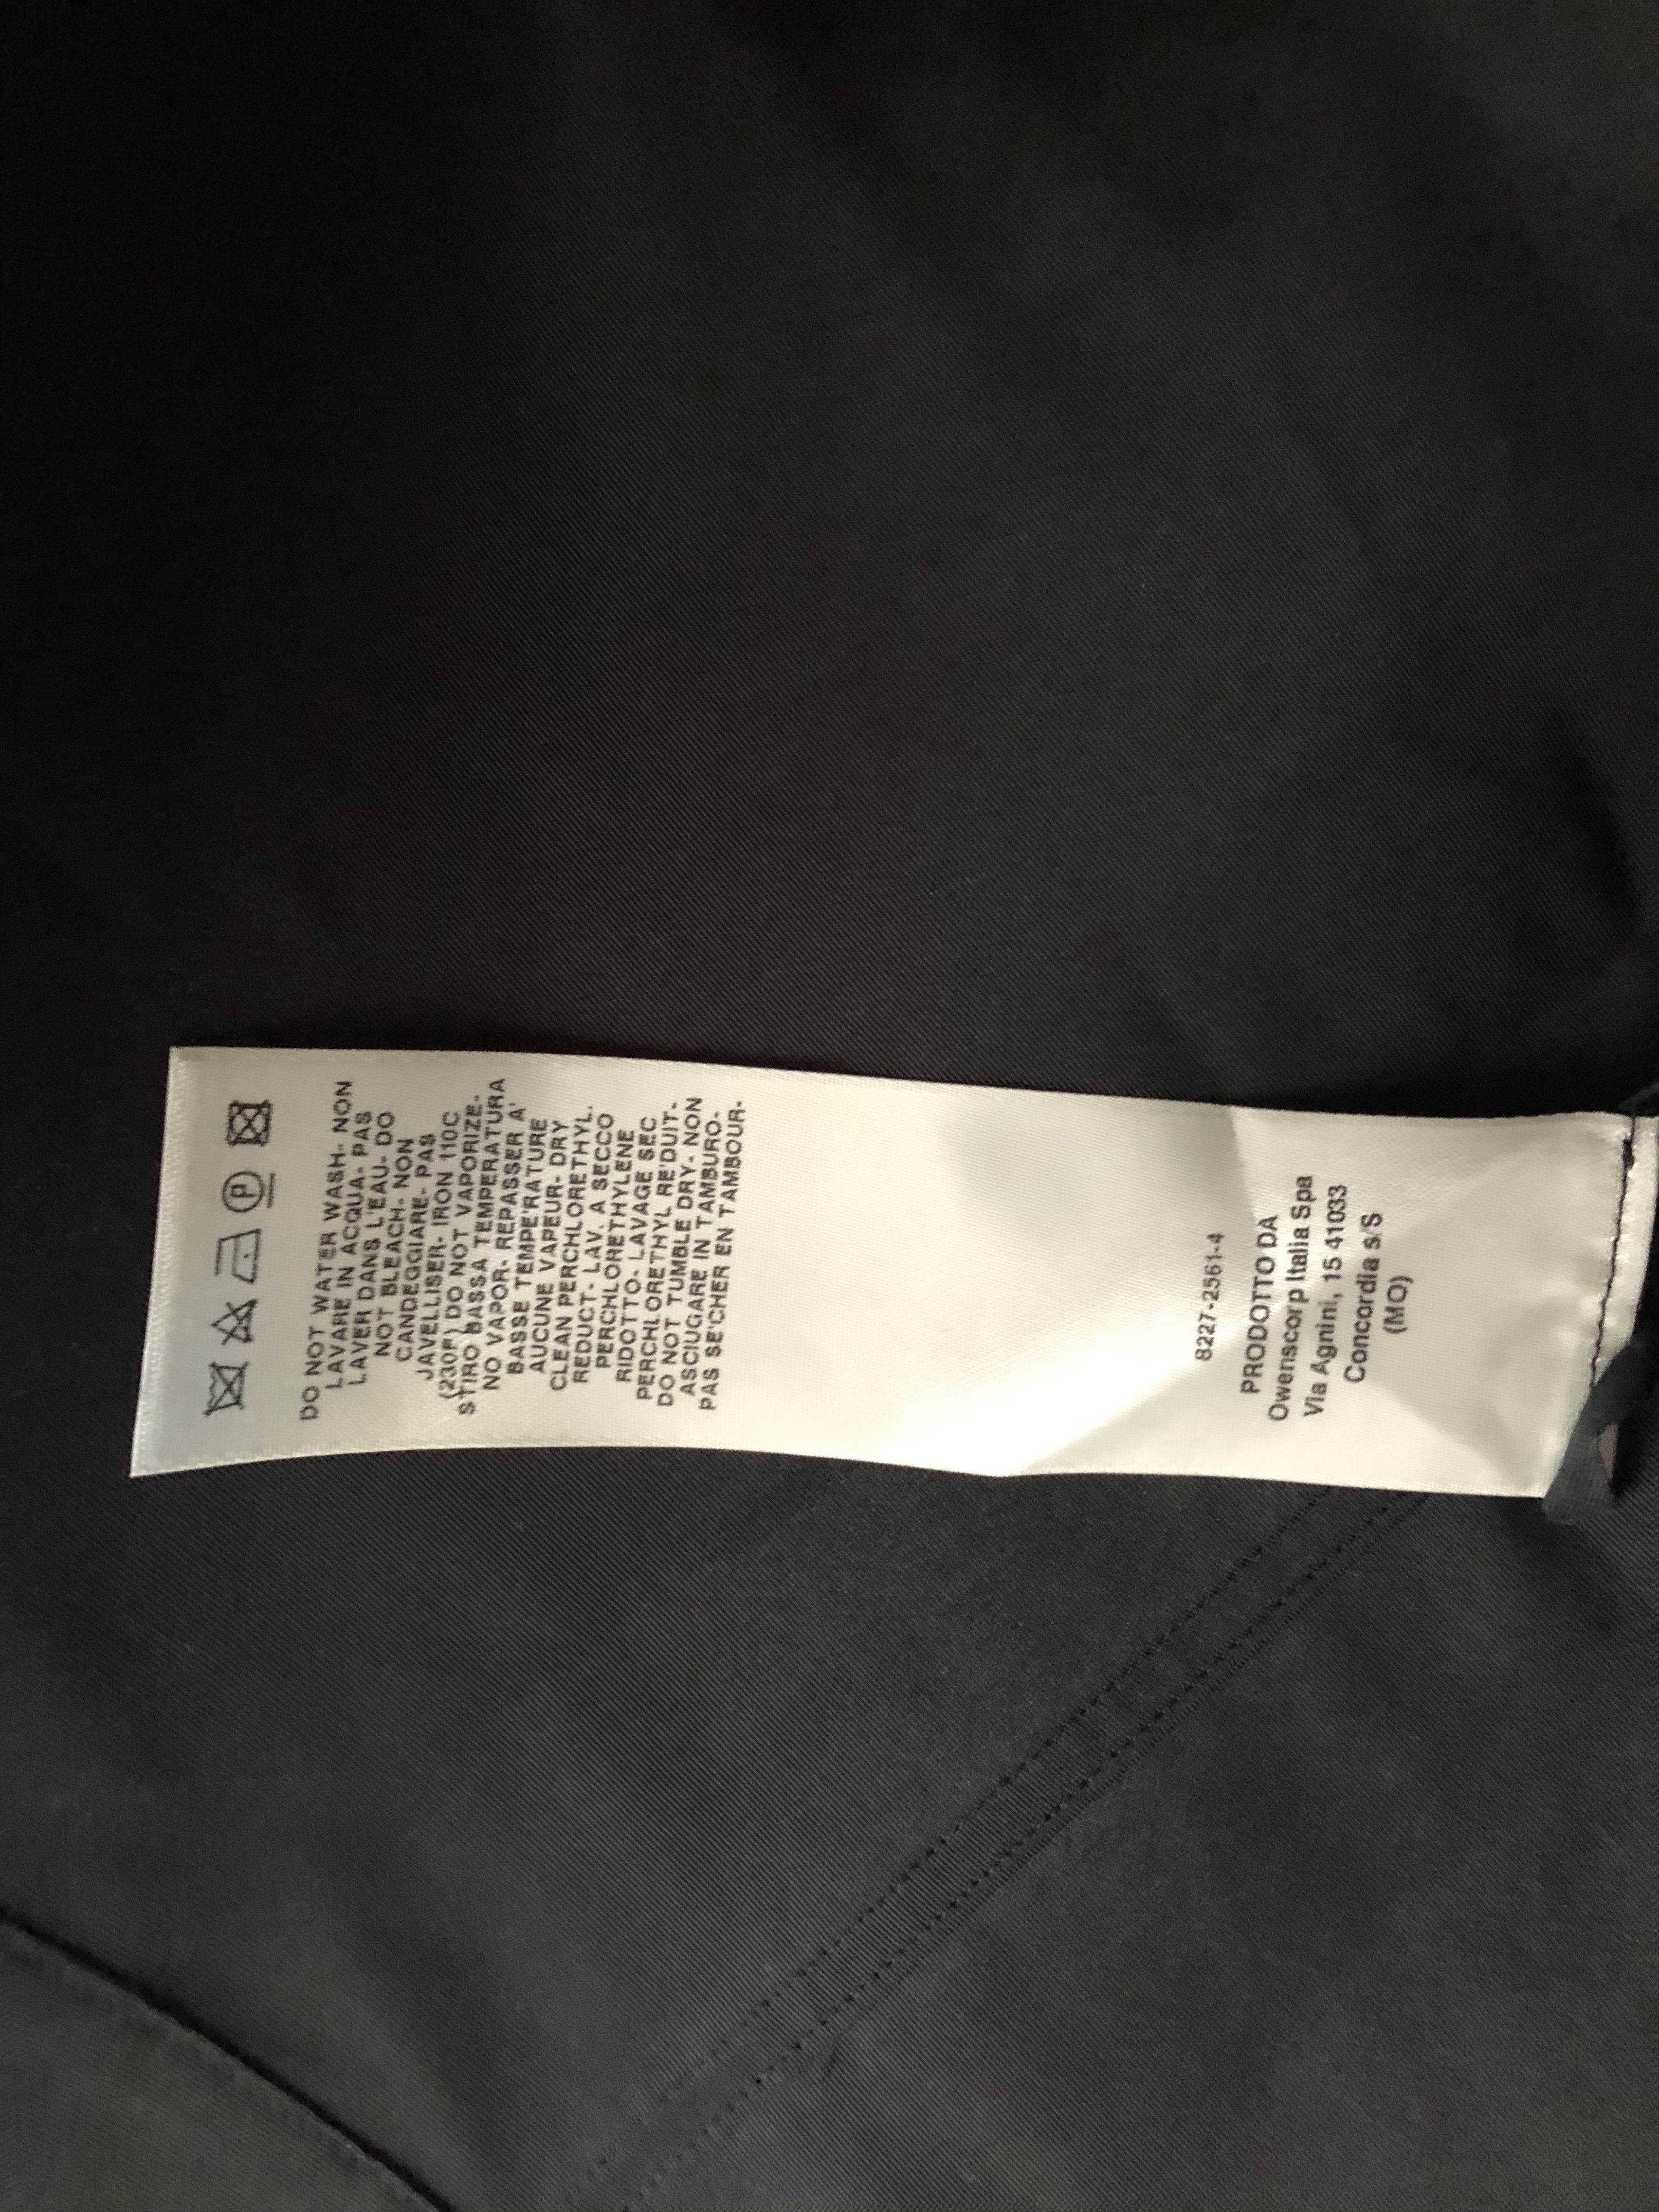 DO NOT WATER WASH- NON
LAVARE IN ACQUA- PAS
LAVER DANS L'EAU- DO
NOT BLEACH- NON
CANDEGGIARE- PAS
JAVELLISER- IRON 110C
(230F) DO NOT VAPORIZE-
STIRO BASSA TEMPERATURA
NO VAPOR- REPASSER A'
BASSE TEMPE'RATURE
AUCUNE VAPEUR- DRY
CLEAN PERCHLORETHYL.
REDUCT- LAV. A SECCO
PERCHLORETHYLENE
RIDOTTO- LAVAGE SEC
PERCHLORETHYL RE'DUIT-
DO NOT TUMBLE DRY- NON
ASCIUGARE IN TAMBURO-
PAS SE'CHER EN TAMBOUR-
8227-2561-4
PRODOTTO DA
Owenscorp Italia Spa
Via Agnini, 15 41033
Concordia s/S
(MO)